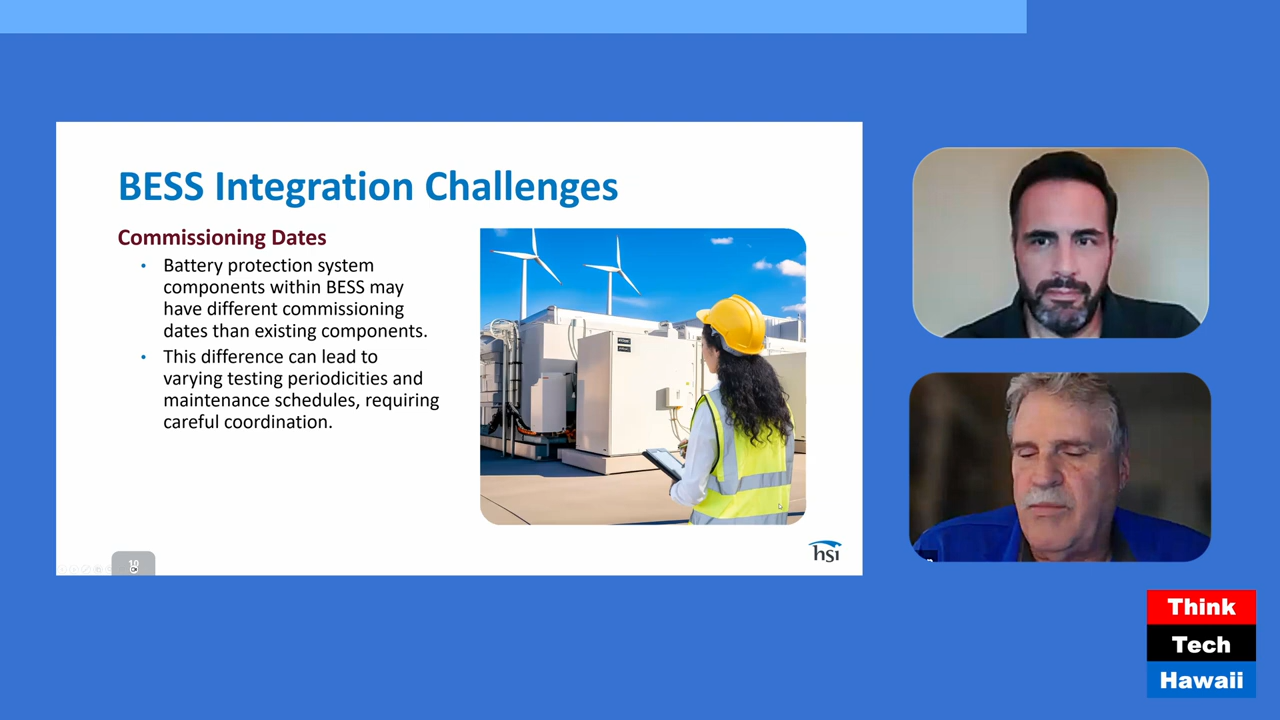 BESS Integration Challenges
Commissioning Dates
• Battery protection system
components within BESS may
have different commissioning
dates than existing components.
• This difference can lead to
varying testing periodicities and
maintenance schedules, requiring
careful coordination.
10
hsi
Think
Tech
Hawaii